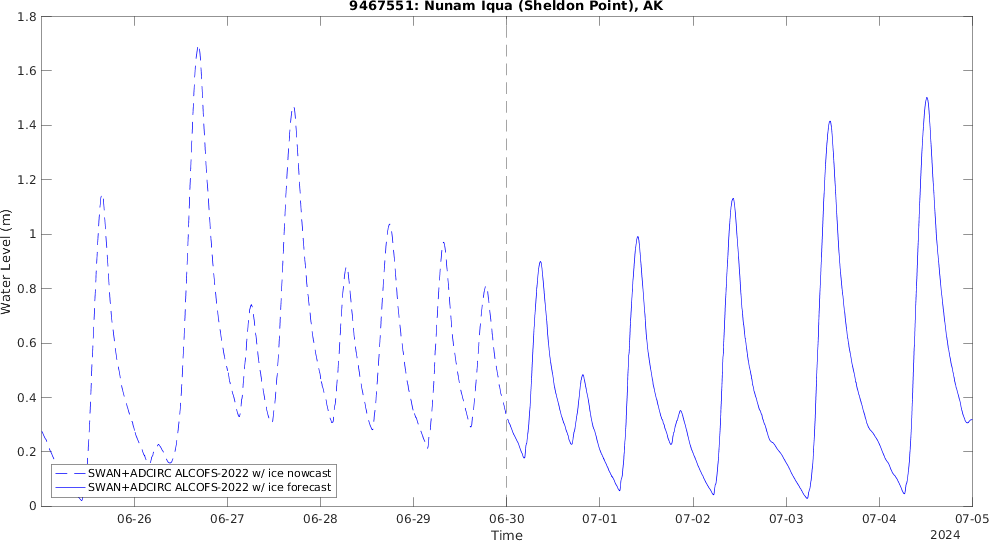 9467551: Nunam Iqua (Sheldon Point), AK
1.8
1.6
1.4
1.2
1
0.8
0.6
0.4
0.2
0
Water Level (m)
SWAN+ADCIRC ALCOFS-2022 w/ ice nowcast
SWAN+ADCIRC ALCOFS-2022 w/ ice forecast
06-26 06-27 06-28 06-29 06-30 07-01 07-02 07-03 07-04 07-05
Time
2024